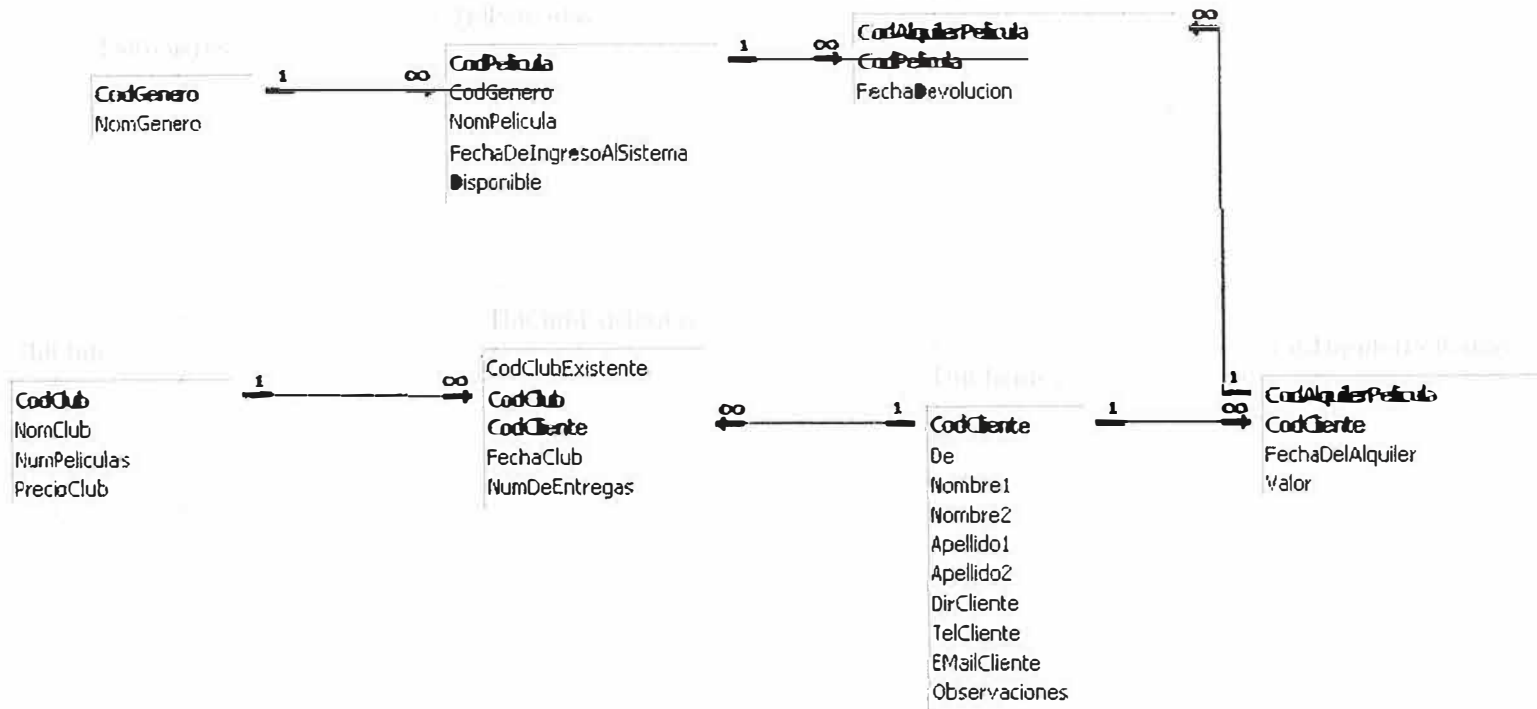 CodGenero
NomGenero
1
∞
CodPelicula
CodGenero
NomPelicula
FechaDeIngresoAlSistema
Disponible
1
∞
CodAlquilerPelicula
CodPelicula
FechaDevolucion
∞
CodClub
NomClub
NumPeliculas
PrecioClub
1
∞
CodClubExistente
CodClub
CodCliente
FechaClub
NumDeEntregas
∞
1
CodCliente
De
Nombre1
Nombre2
Apellido1
Apellido2
DirCliente
TelCliente
EMailCliente
Observaciones
1
∞
1
CodAlquilerPelicula
CodCliente
FechaDelAlquiler
Valor